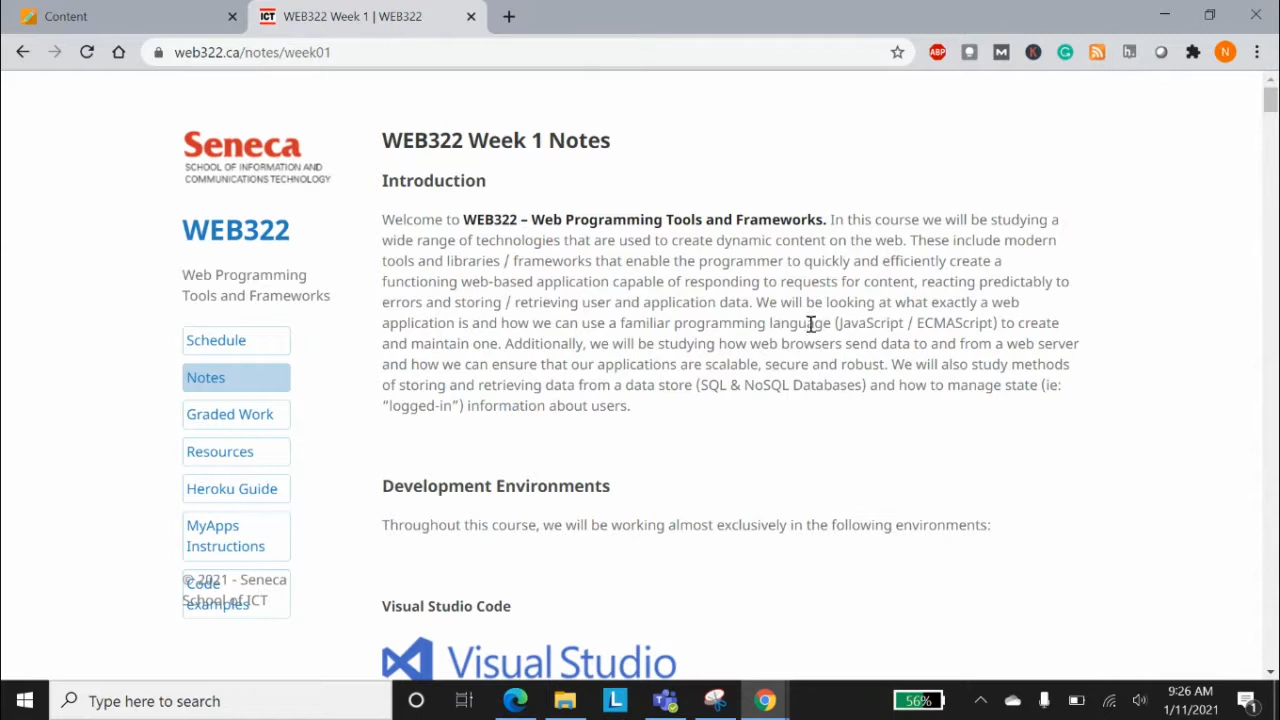 Content
ICT WEB322 Week 1 | WEB322
web322.ca/notes/week01
ABP
N
Seneca
SCHOOL OF INFORMATION AND
COMMUNICATIONS TECHNOLOGY
WEB322
Web Programming
Tools and Frameworks
Schedule
Notes
Graded Work
Resources
Heroku Guide
MyApps
Instructions
Code
examples
© 2021 - Seneca
School of ICT
WEB322 Week 1 Notes
Introduction
Welcome to WEB322 – Web Programming Tools and Frameworks. In this course we will be studying a
wide range of technologies that are used to create dynamic content on the web. These include modern
tools and libraries / frameworks that enable the programmer to quickly and efficiently create a
functioning web-based application capable of responding to requests for content, reacting predictably to
errors and storing / retrieving user and application data. We will be looking at what exactly a web
application is and how we can use a familiar programming language (JavaScript / ECMAScript) to create
and maintain one. Additionally, we will be studying how web browsers send data to and from a web server
and how we can ensure that our applications are scalable, secure and robust. We will also study methods
of storing and retrieving data from a data store (SQL & NoSQL Databases) and how to manage state (ie:
“logged-in”) information about users.
Development Environments
Throughout this course, we will be working almost exclusively in the following environments:
Visual Studio Code
Visual Studio
Type here to search
L
56%
9:26 AM
1/11/2021
1